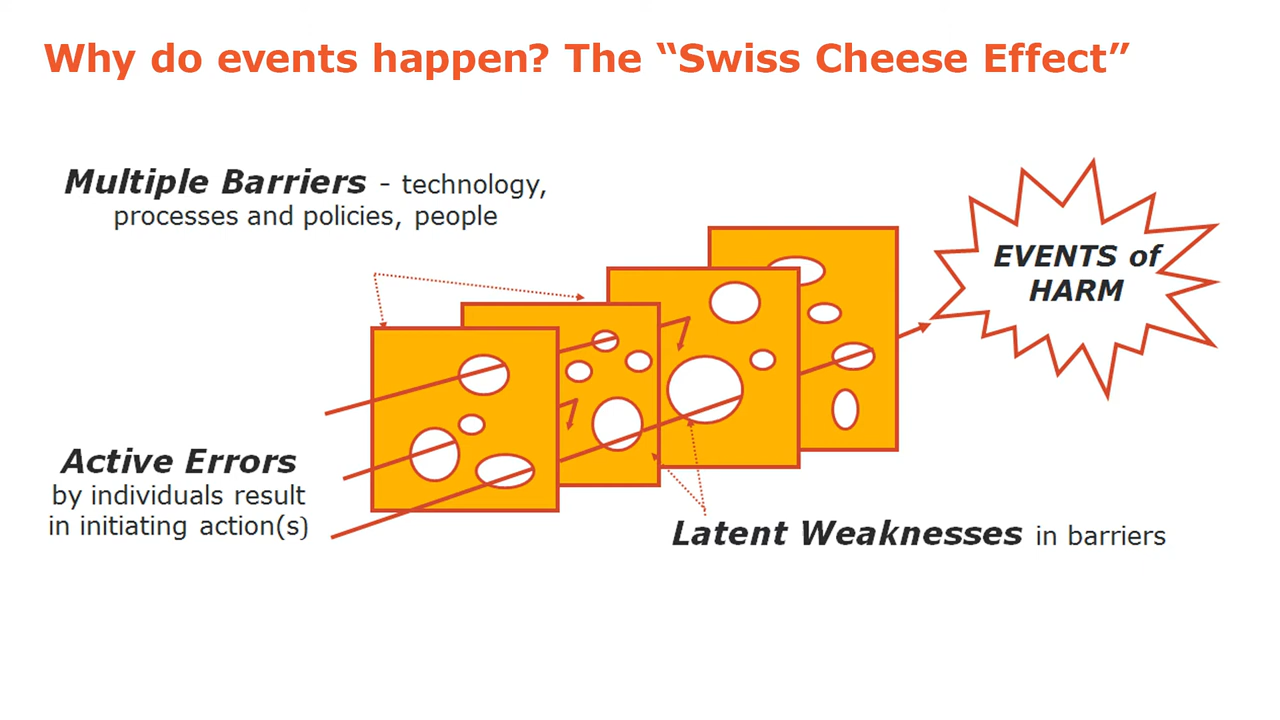 Why do events happen? The “Swiss Cheese Effect”
Multiple Barriers - technology,
processes and policies, people
EVENTS of
HARM
Active Errors
by individuals result
in initiating action(s)
Latent Weaknesses in barriers